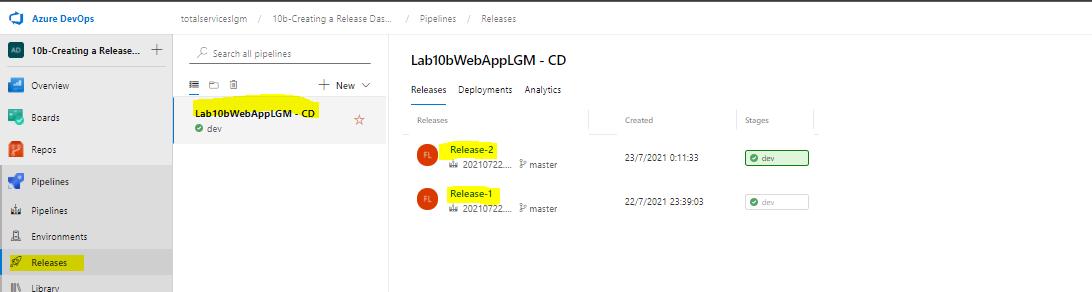 Azure DevOps
totalserviceslgm / 10b-Creating a Release Das... / Pipelines / Releases
AD 10b-Creating a Release... +
Overview
Boards
Repos
Pipelines
Pipelines
Environments
Releases
Library
Search all pipelines
+ New
Lab10bWebAppLGM - CD
dev
Lab10bWebAppLGM - CD
Releases Deployments Analytics
Releases Created Stages
FL Release-2 23/7/2021 0:11:33 dev
20210722.... master
FL Release-1 22/7/2021 23:39:03 dev
20210722.... master